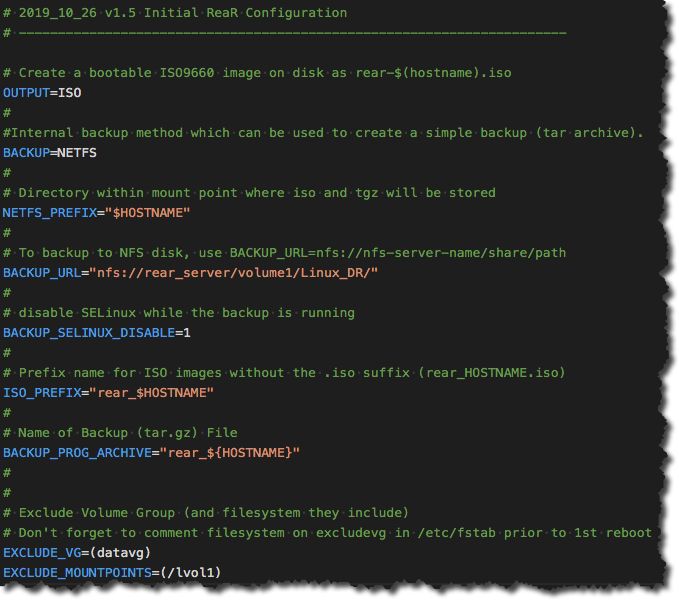 # 2019_10_26 v1.5 Initial ReaR Configuration
# ----------------------------------------------------------------------
# Create a bootable ISO9660 image on disk as rear-$(hostname).iso
OUTPUT=ISO
#
#Internal backup method which can be used to create a simple backup (tar archive).
BACKUP=NETFS
#
# Directory within mount point where iso and tgz will be stored
NETFS_PREFIX="$HOSTNAME"
#
# To backup to NFS disk, use BACKUP_URL=nfs://nfs-server-name/share/path
BACKUP_URL="nfs://rear_server/volume1/Linux_DR/"
#
# disable SELinux while the backup is running
BACKUP_SELINUX_DISABLE=1
#
# Prefix name for ISO images without the .iso suffix (rear_HOSTNAME.iso)
ISO_PREFIX="rear_$HOSTNAME"
#
# Name of Backup (tar.gz) File
BACKUP_PROG_ARCHIVE="rear_${HOSTNAME}"
#
#
# Exclude Volume Group (and filesystem they include)
# Don't forget to comment filesystem on excludevg in /etc/fstab prior to 1st reboot
EXCLUDE_VG=(datavg)
EXCLUDE_MOUNTPOINTS=(/lvol1)